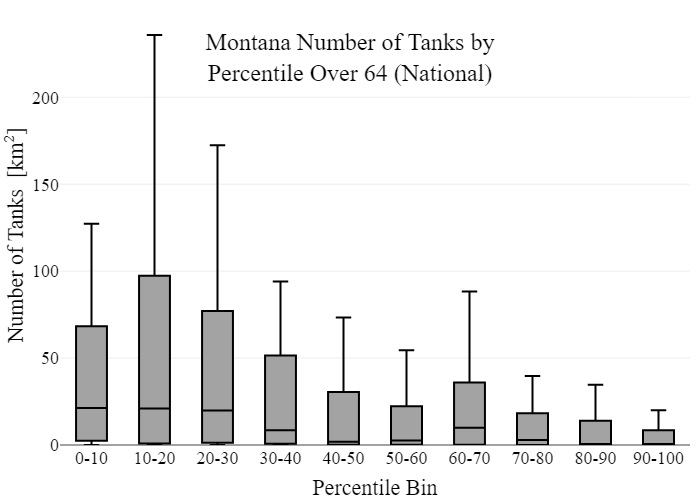 Montana Number of Tanks by
Percentile Over 64 (National)
Number of Tanks [km²]
200
150
100
50
0
0-10 10-20 20-30 30-40 40-50 50-60 60-70 70-80 80-90 90-100
Percentile Bin